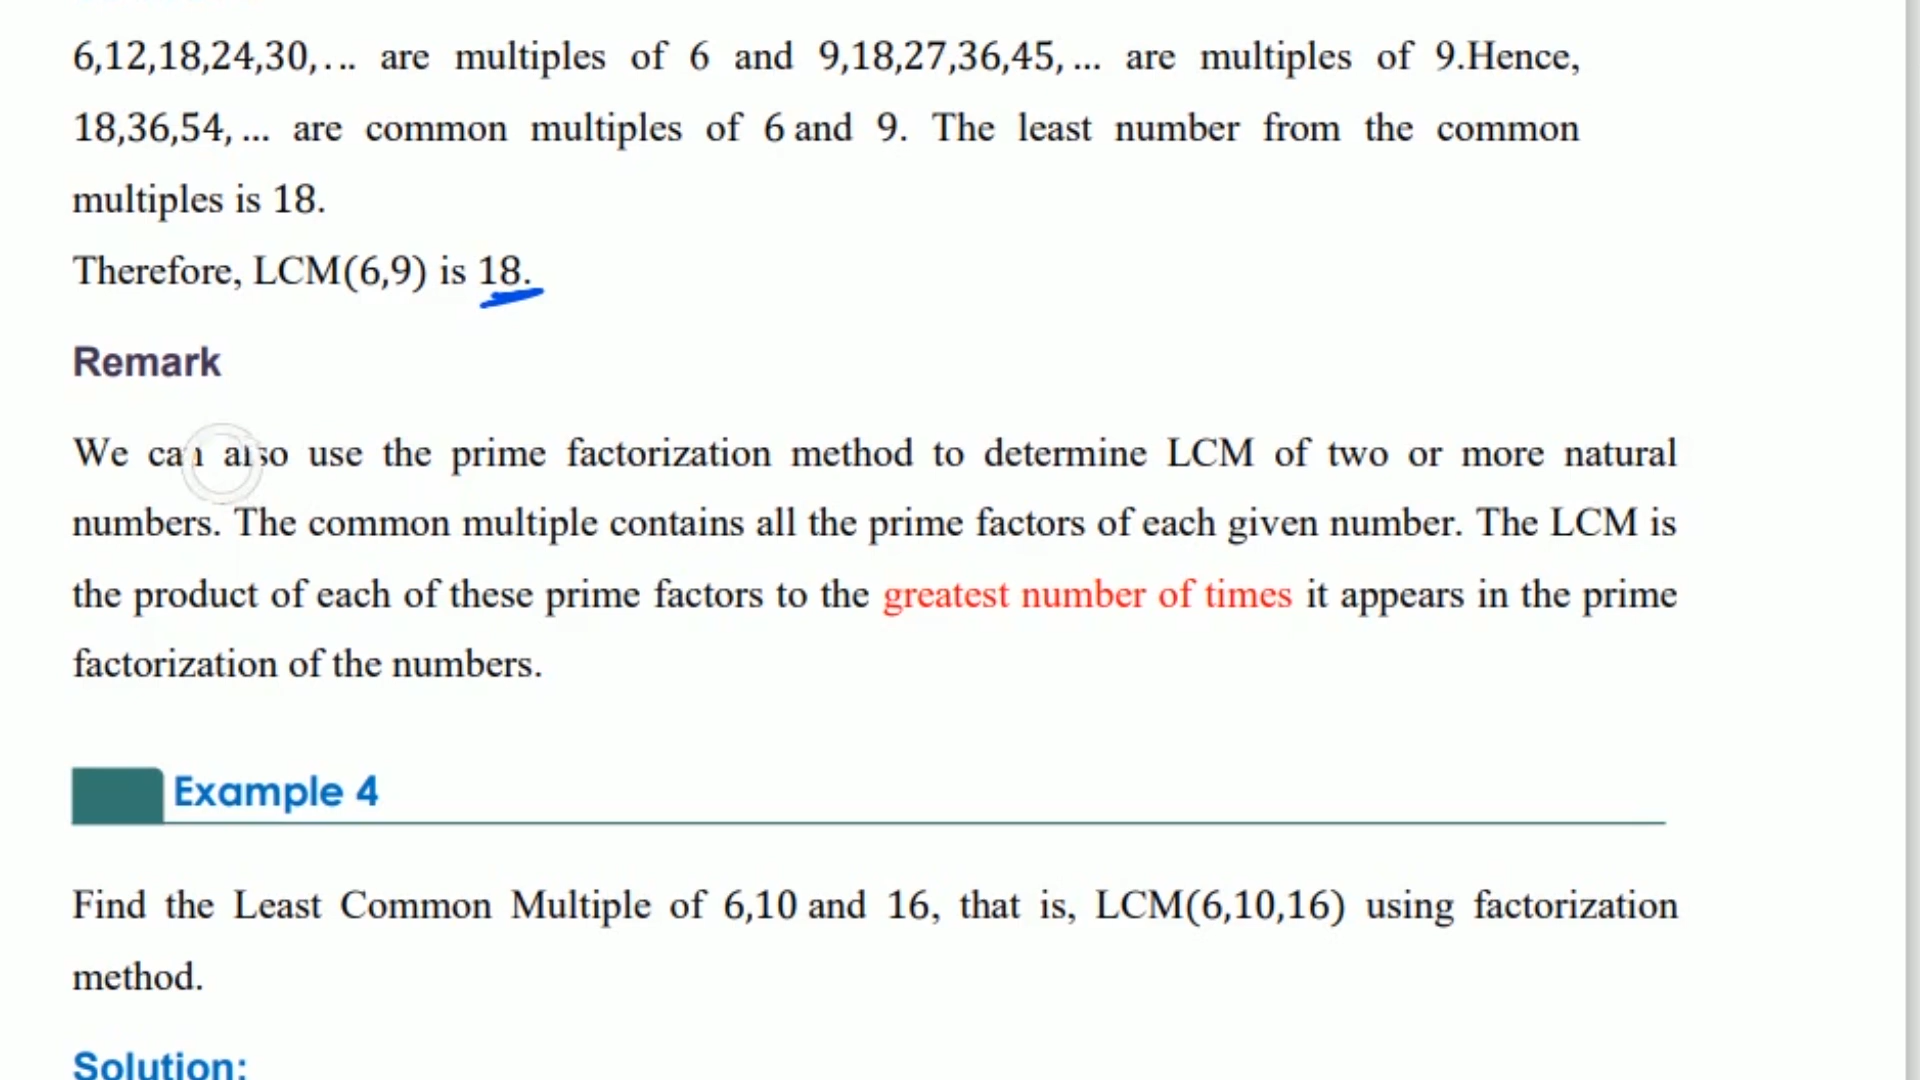 6,12,18,24,30,… are multiples of 6 and 9,18,27,36,45, … are multiples of 9.Hence,
18,36,54, … are common multiples of 6 and 9. The least number from the common
multiples is 18.
Therefore, LCM(6,9) is 18.
Remark
We can also use the prime factorization method to determine LCM of two or more natural
numbers. The common multiple contains all the prime factors of each given number. The LCM is
the product of each of these prime factors to the greatest number of times it appears in the prime
factorization of the numbers.
Example 4
Find the Least Common Multiple of 6,10 and 16, that is, LCM(6,10,16) using factorization
method.
Solution: